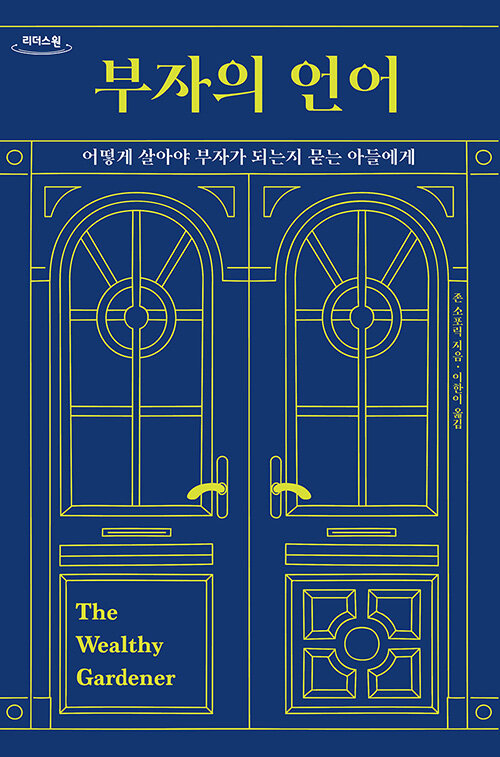 리더스원
부자의 언어
어떻게 살아야 부자가 되는지 묻는 아들에게
존 소포릭 지음 · 이한이 옮김
The
Wealthy
Gardener